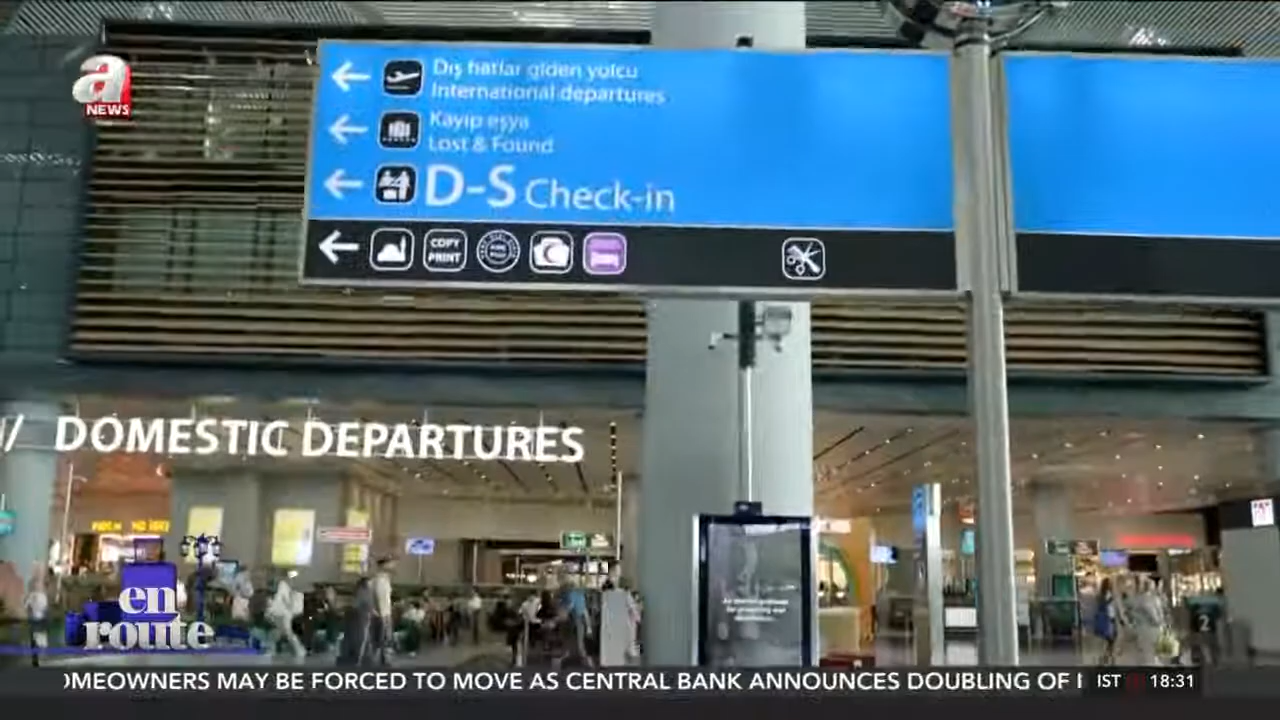 a
NEWS
Dış hatlar giden yolcu
International departures
Kayıp eşya
Lost & Found
D-S Check-in
COPY
PRINT
// DOMESTIC DEPARTURES
en
route
2
OMEOWNERS MAY BE FORCED TO MOVE AS CENTRAL BANK ANNOUNCES DOUBLING OF I
IST 18:31